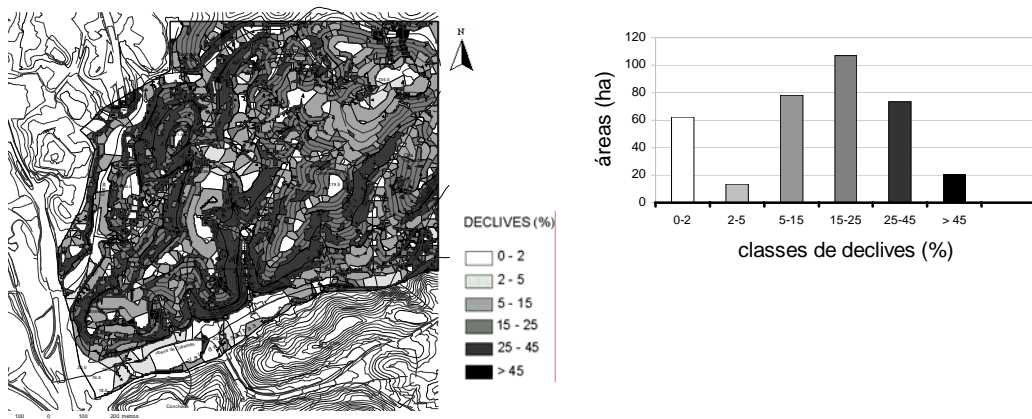 N
DECLIVES (%)
0 - 2
2 - 5
5 - 15
15 - 25
25 - 45
> 45
100 0 100 200 metros
áreas (ha)
120
100
80
60
40
20
0
0-2 2-5 5-15 15-25 25-45 > 45
classes de declives (%)